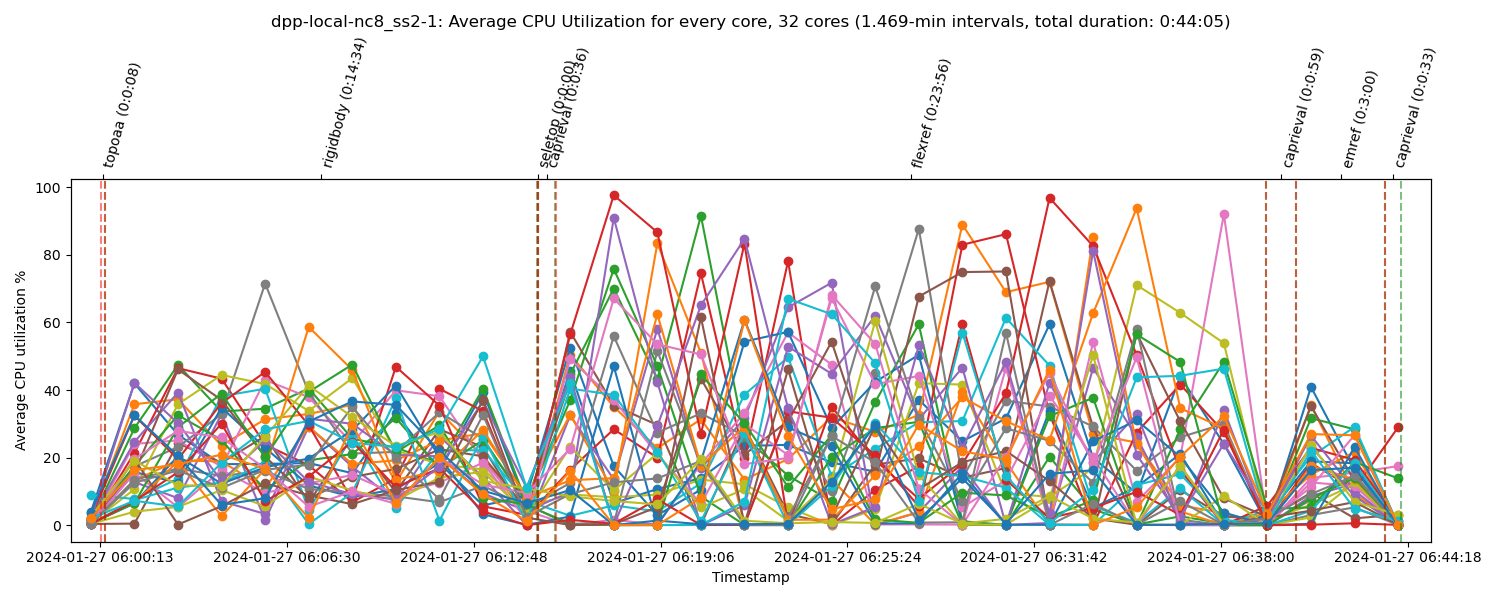 dpp-local-nc8_ss2-1: Average CPU Utilization for every core, 32 cores (1.469-min intervals, total duration: 0:44:05)
topoaa (0:0:08)
rigidbody (0:14:34)
seletop (0:0:00)
caprieval (0:0:36)
flexref (0:23:56)
caprieval (0:0:59)
emref (0:3:00)
caprieval (0:0:33)
Average CPU utilization %
100
80
60
40
20
0
2024-01-27 06:00:13
2024-01-27 06:06:30
2024-01-27 06:12:48
2024-01-27 06:19:06
2024-01-27 06:25:24
2024-01-27 06:31:42
2024-01-27 06:38:00
2024-01-27 06:44:18
Timestamp